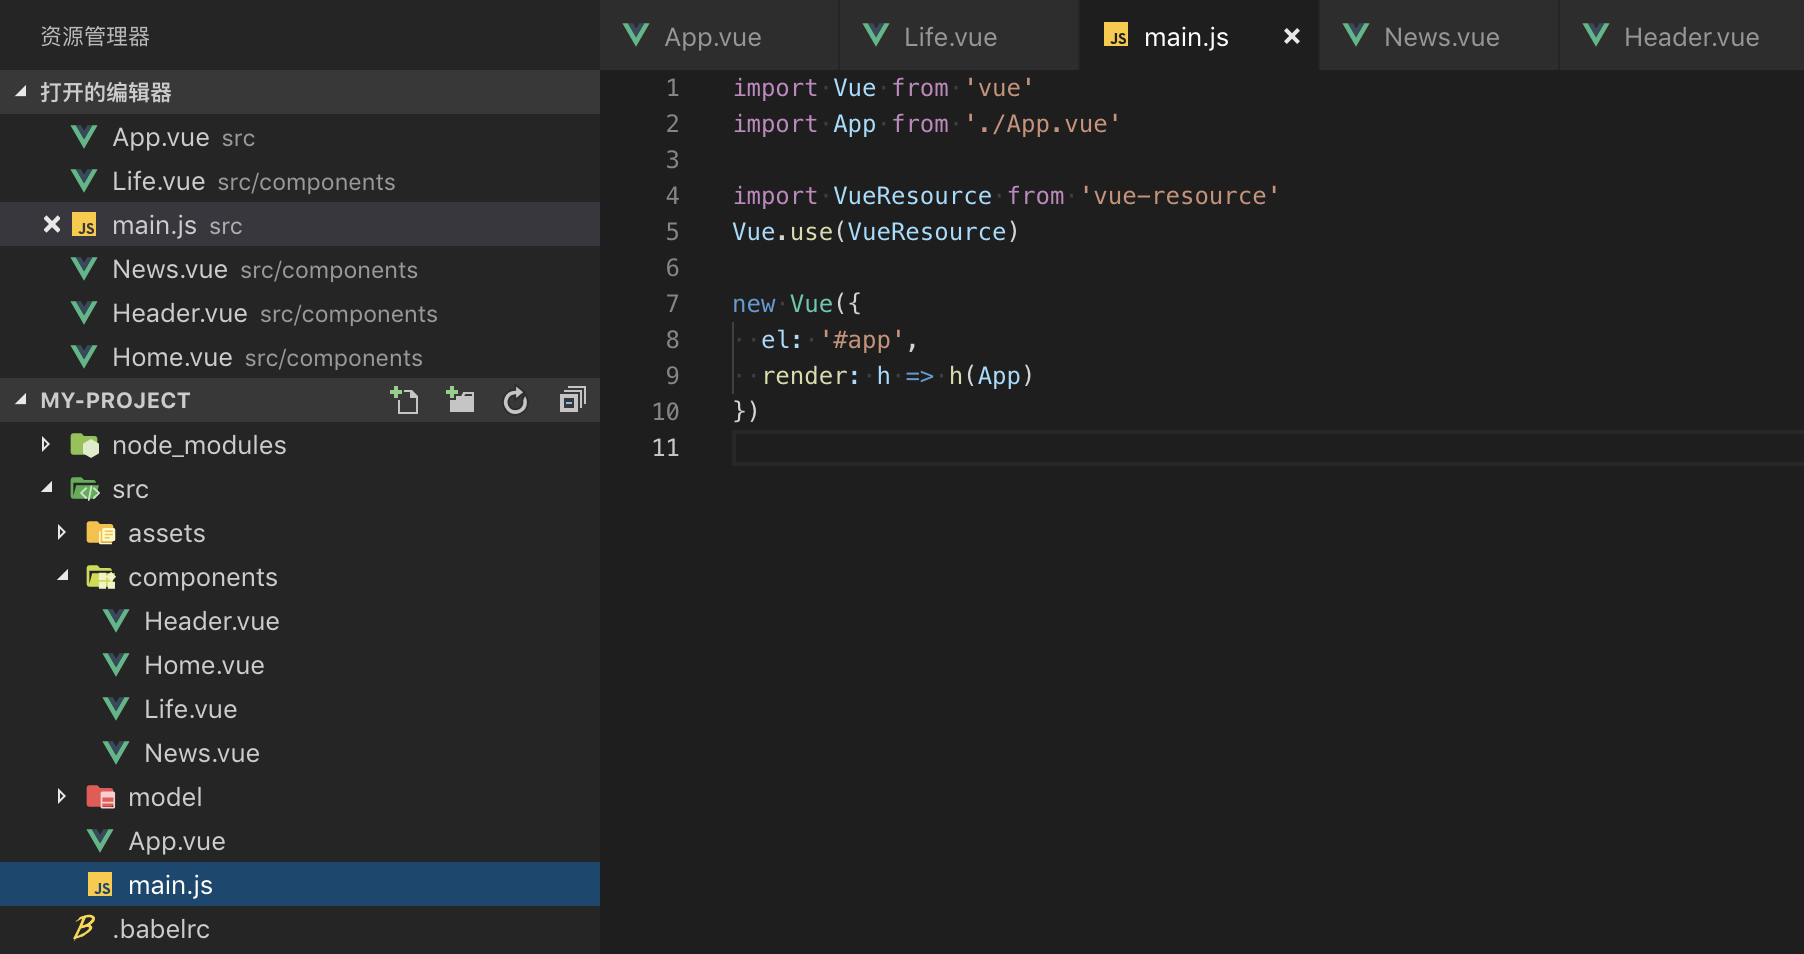 资源管理器
打开的编辑器
App.vue src
Life.vue src/components
main.js src
News.vue src/components
Header.vue src/components
Home.vue src/components
MY-PROJECT
node_modules
src
assets
components
Header.vue
Home.vue
Life.vue
News.vue
model
App.vue
main.js
.babelrc
App.vue Life.vue main.js News.vue Header.vue
1 import Vue from 'vue'
2 import App from './App.vue'
3
4 import VueResource from 'vue-resource'
5 Vue.use(VueResource)
6
7 new Vue({
8   el: '#app',
9   render: h => h(App)
10 })
11